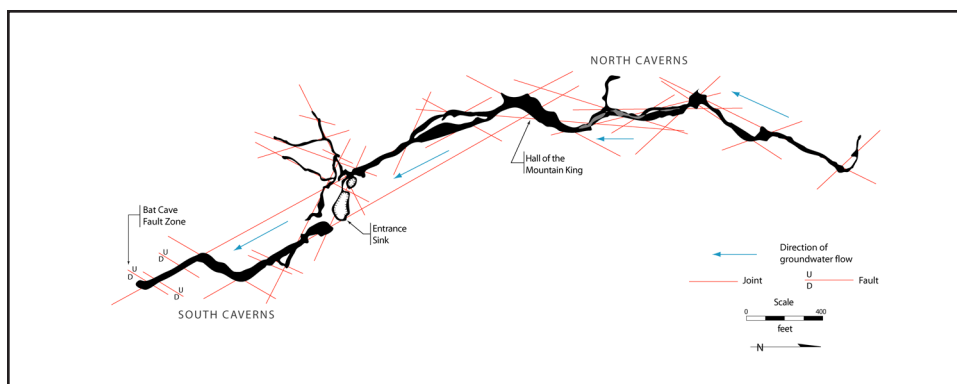 NORTH CAVERNS
Hall of the
Mountain King
Bat Cave
Fault Zone
U
D
U
D
U
D
Entrance
Sink
SOUTH CAVERNS
Direction of
groundwater flow
Joint
U
D
Fault
Scale
0 400
feet
N